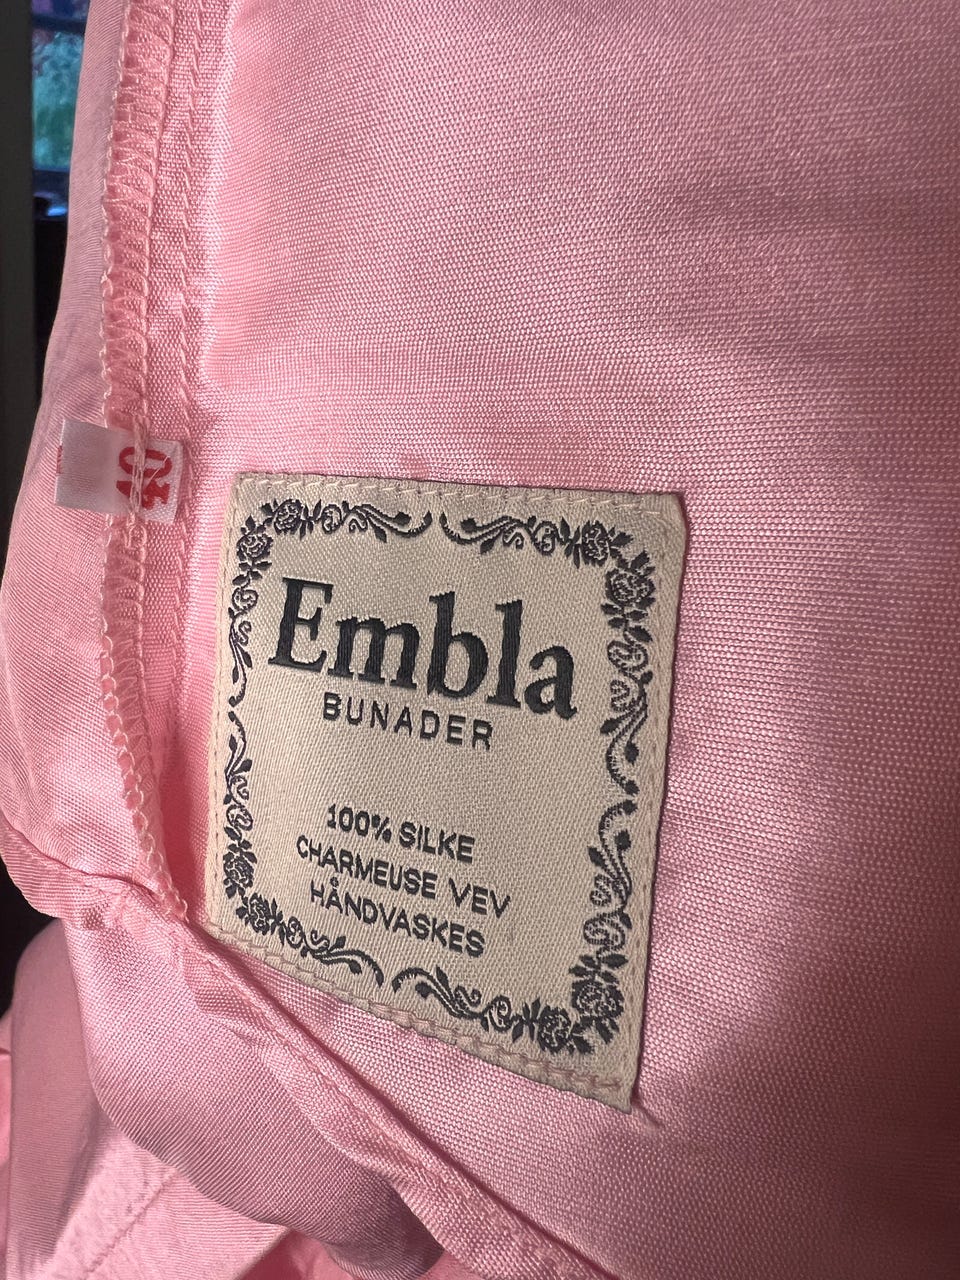 40
Embla
BUNADER
100% SILKE
CHARMEUSE VEV
HÅNDVASKES